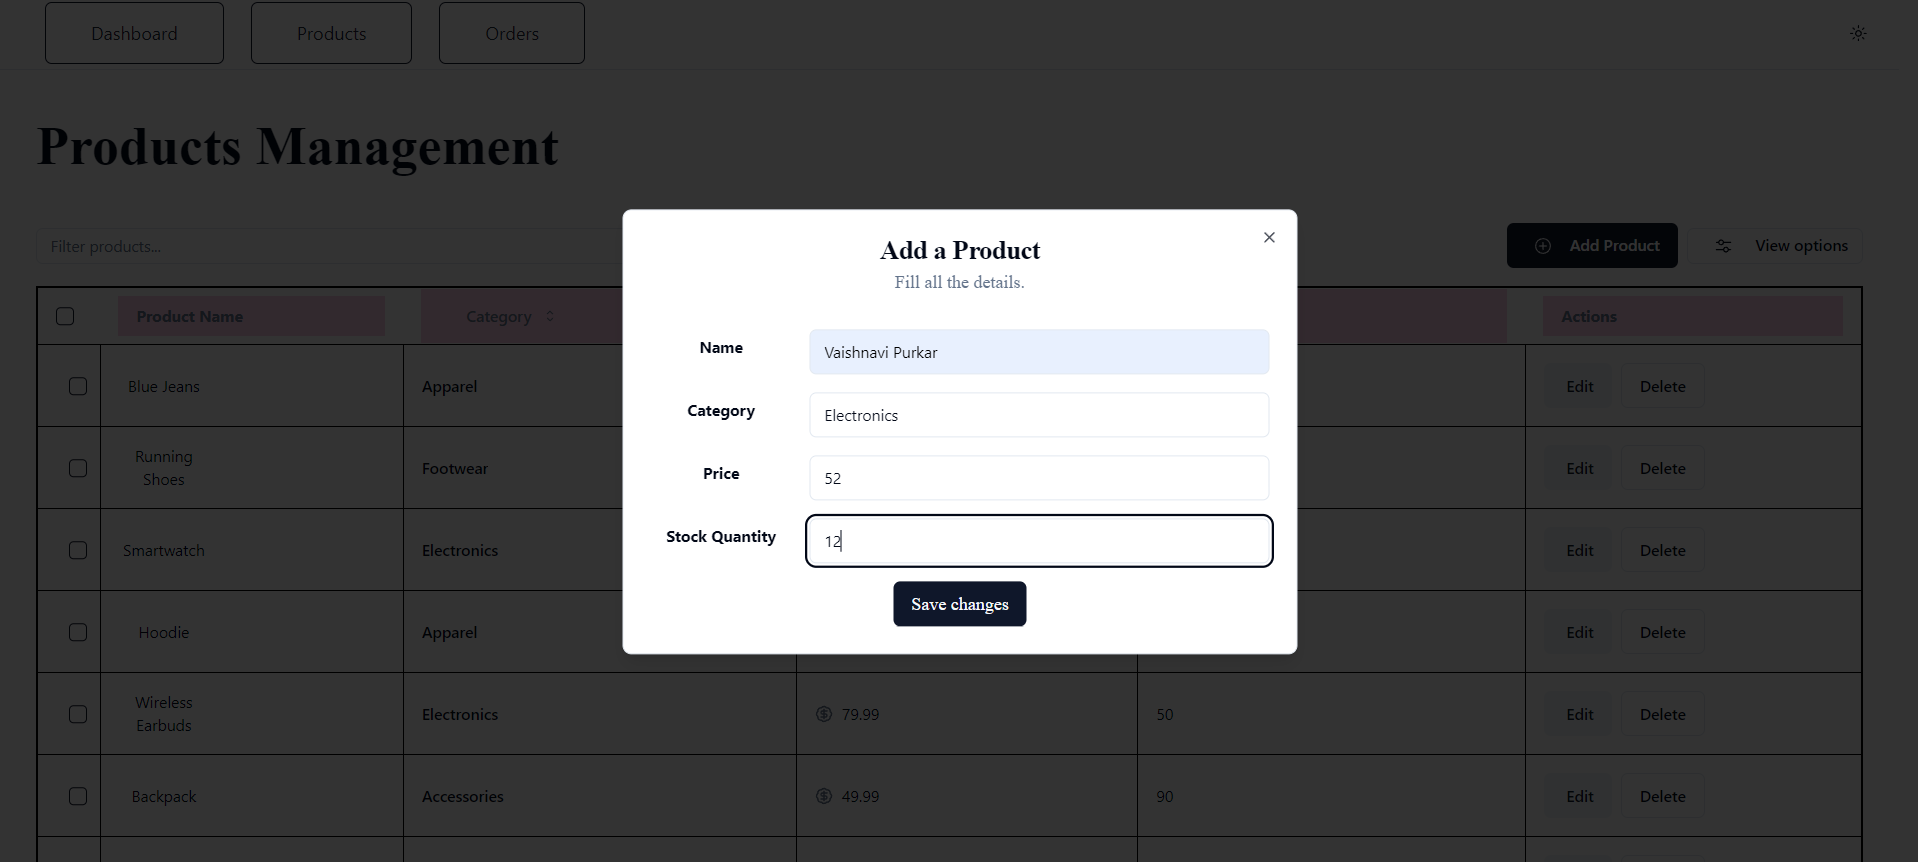 Dashboard
Products
Orders
Products Management
Filter products...
Add Product
View options
Product Name
Category
Actions
Blue Jeans
Apparel
Edit
Delete
Running
Shoes
Footwear
Edit
Delete
Smartwatch
Electronics
Edit
Delete
Hoodie
Apparel
Edit
Delete
Wireless
Earbuds
Electronics
79.99
50
Edit
Delete
Backpack
Accessories
49.99
90
Edit
Delete
Add a Product
Fill all the details.
Name
Vaishnavi Purkar
Category
Electronics
Price
52
Stock Quantity
12
Save changes